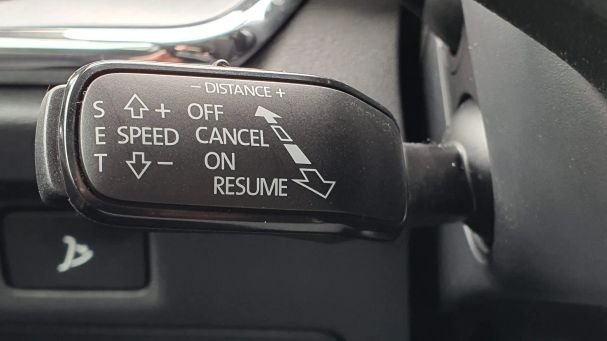 − DISTANCE +
S + OFF
E SPEED CANCEL
T − ON
RESUME